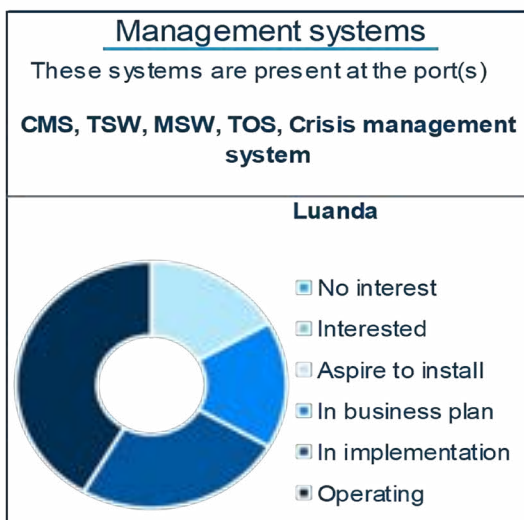 Management systems
These systems are present at the port(s)
CMS, TSW, MSW, TOS, Crisis management
system
Luanda
No interest
Interested
Aspire to install
In business plan
In implementation
Operating